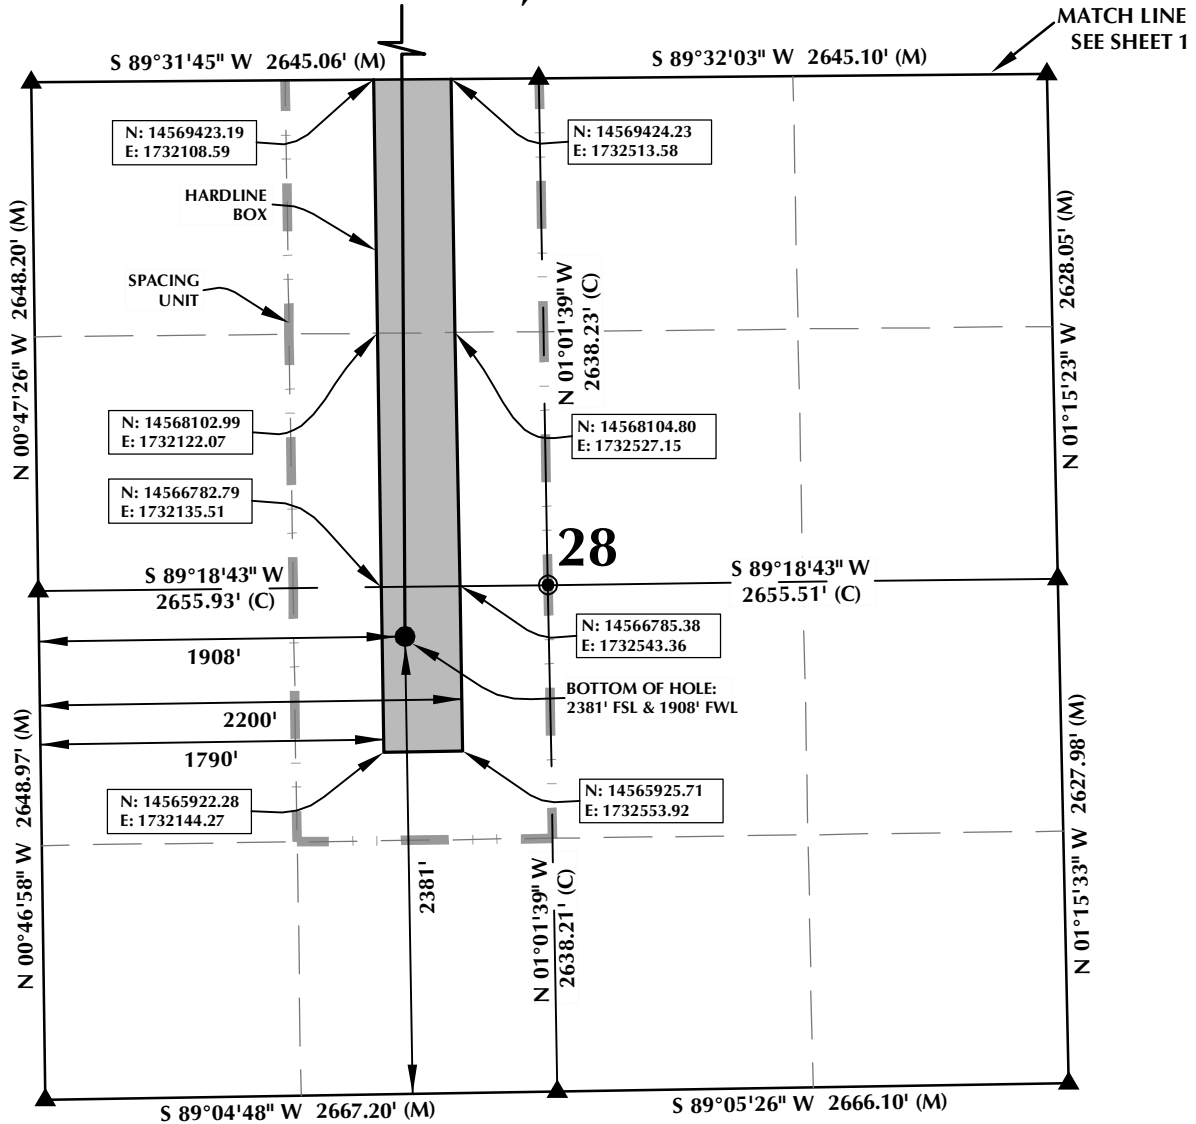 MATCH LINE
SEE SHEET 1
S 89°31'45" W 2645.06' (M)
S 89°32'03" W 2645.10' (M)
N: 14569423.19
E: 1732108.59
N: 14569424.23
E: 1732513.58
HARDLINE
BOX
SPACING
UNIT
N 00°47'26" W 2648.20' (M)
N 01°01'39" W
2638.23' (C)
N 01°15'23" W 2628.05' (M)
N: 14568102.99
E: 1732122.07
N: 14568104.80
E: 1732527.15
N: 14566782.79
E: 1732135.51
28
S 89°18'43" W
2655.93' (C)
S 89°18'43" W
2655.51' (C)
N: 14566785.38
E: 1732543.36
1908'
BOTTOM OF HOLE:
2381' FSL & 1908' FWL
2200'
1790'
N: 14565922.28
E: 1732144.27
N: 14565925.71
E: 1732553.92
N 00°46'58" W 2648.97' (M)
2381'
N 01°01'39" W
2638.21' (C)
N 01°15'33" W 2627.98' (M)
S 89°04'48" W 2667.20' (M)
S 89°05'26" W 2666.10' (M)